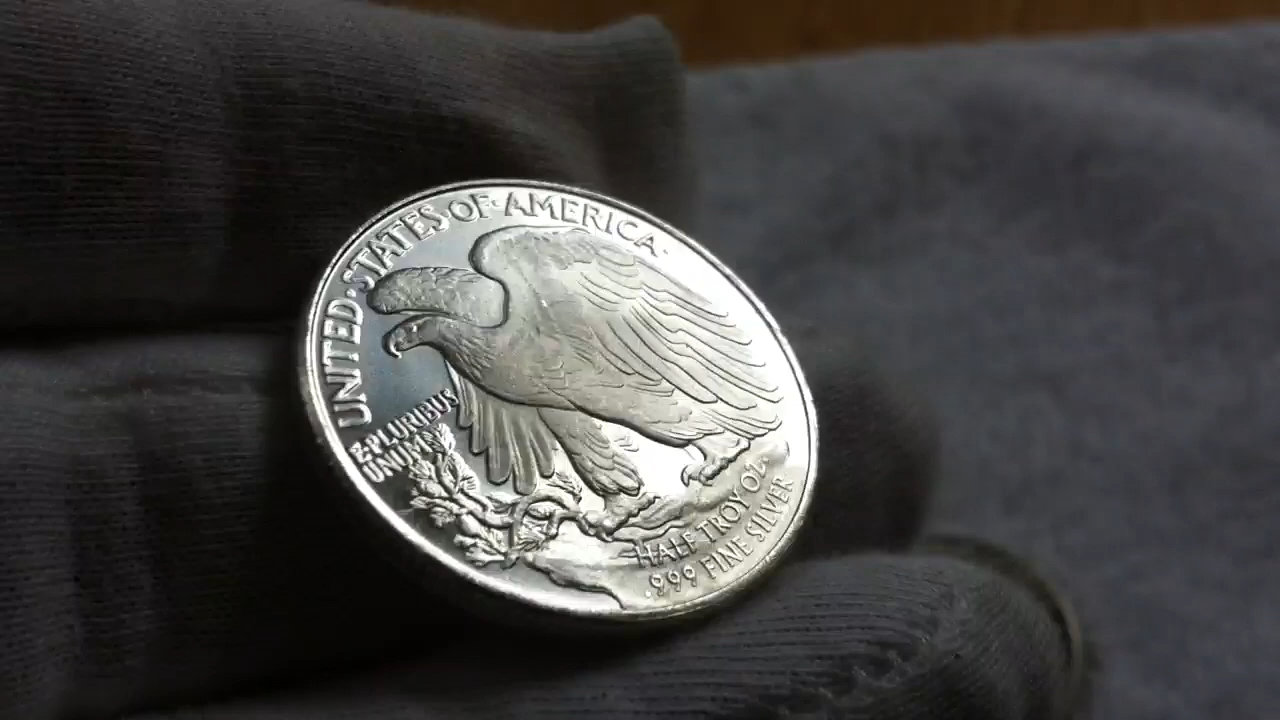 UNITED·STATES·OF·AMERICA·
E·PLURIBUS
UNUM
HALF TROY OZ.
.999 FINE SILVER